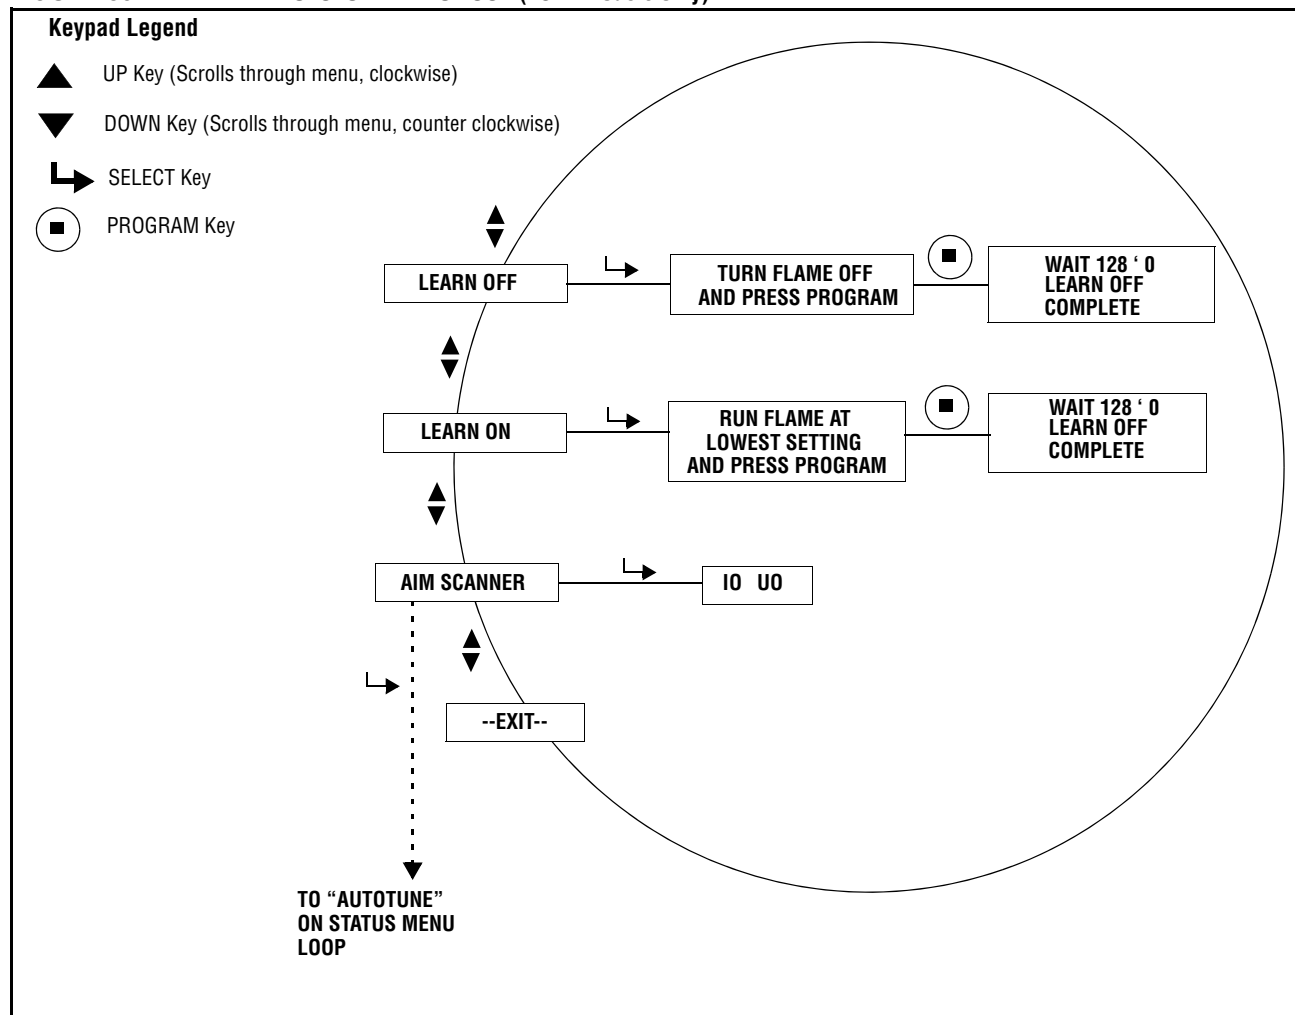 Keypad Legend
UP Key (Scrolls through menu, clockwise)
DOWN Key (Scrolls through menu, counter clockwise)
SELECT Key
PROGRAM Key
LEARN OFF
TURN FLAME OFF
AND PRESS PROGRAM
WAIT 128 ‘ 0
LEARN OFF
COMPLETE
LEARN ON
RUN FLAME AT
LOWEST SETTING
AND PRESS PROGRAM
WAIT 128 ‘ 0
LEARN OFF
COMPLETE
AIM SCANNER
IO UO
--EXIT--
TO “AUTOTUNE”
ON STATUS MENU
LOOP